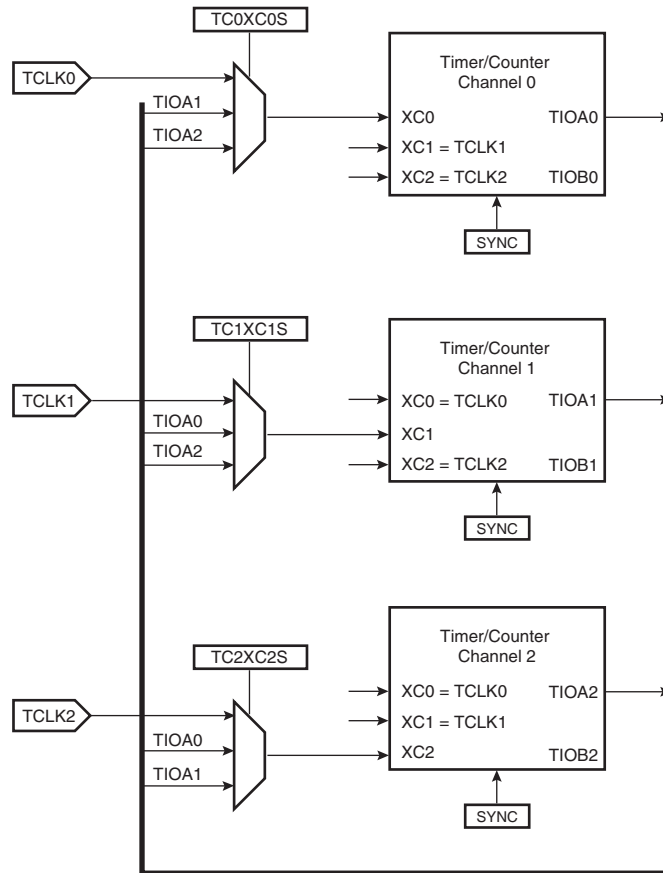 TC0XC0S
TCLK0
TIOA1
TIOA2
Timer/Counter
Channel 0
XC0
TIOA0
XC1 = TCLK1
XC2 = TCLK2
TIOB0
SYNC
TC1XC1S
TCLK1
TIOA0
TIOA2
Timer/Counter
Channel 1
XC0 = TCLK0
TIOA1
XC1
XC2 = TCLK2
TIOB1
SYNC
TC2XC2S
TCLK2
TIOA0
TIOA1
Timer/Counter
Channel 2
XC0 = TCLK0
TIOA2
XC1 = TCLK1
XC2
TIOB2
SYNC